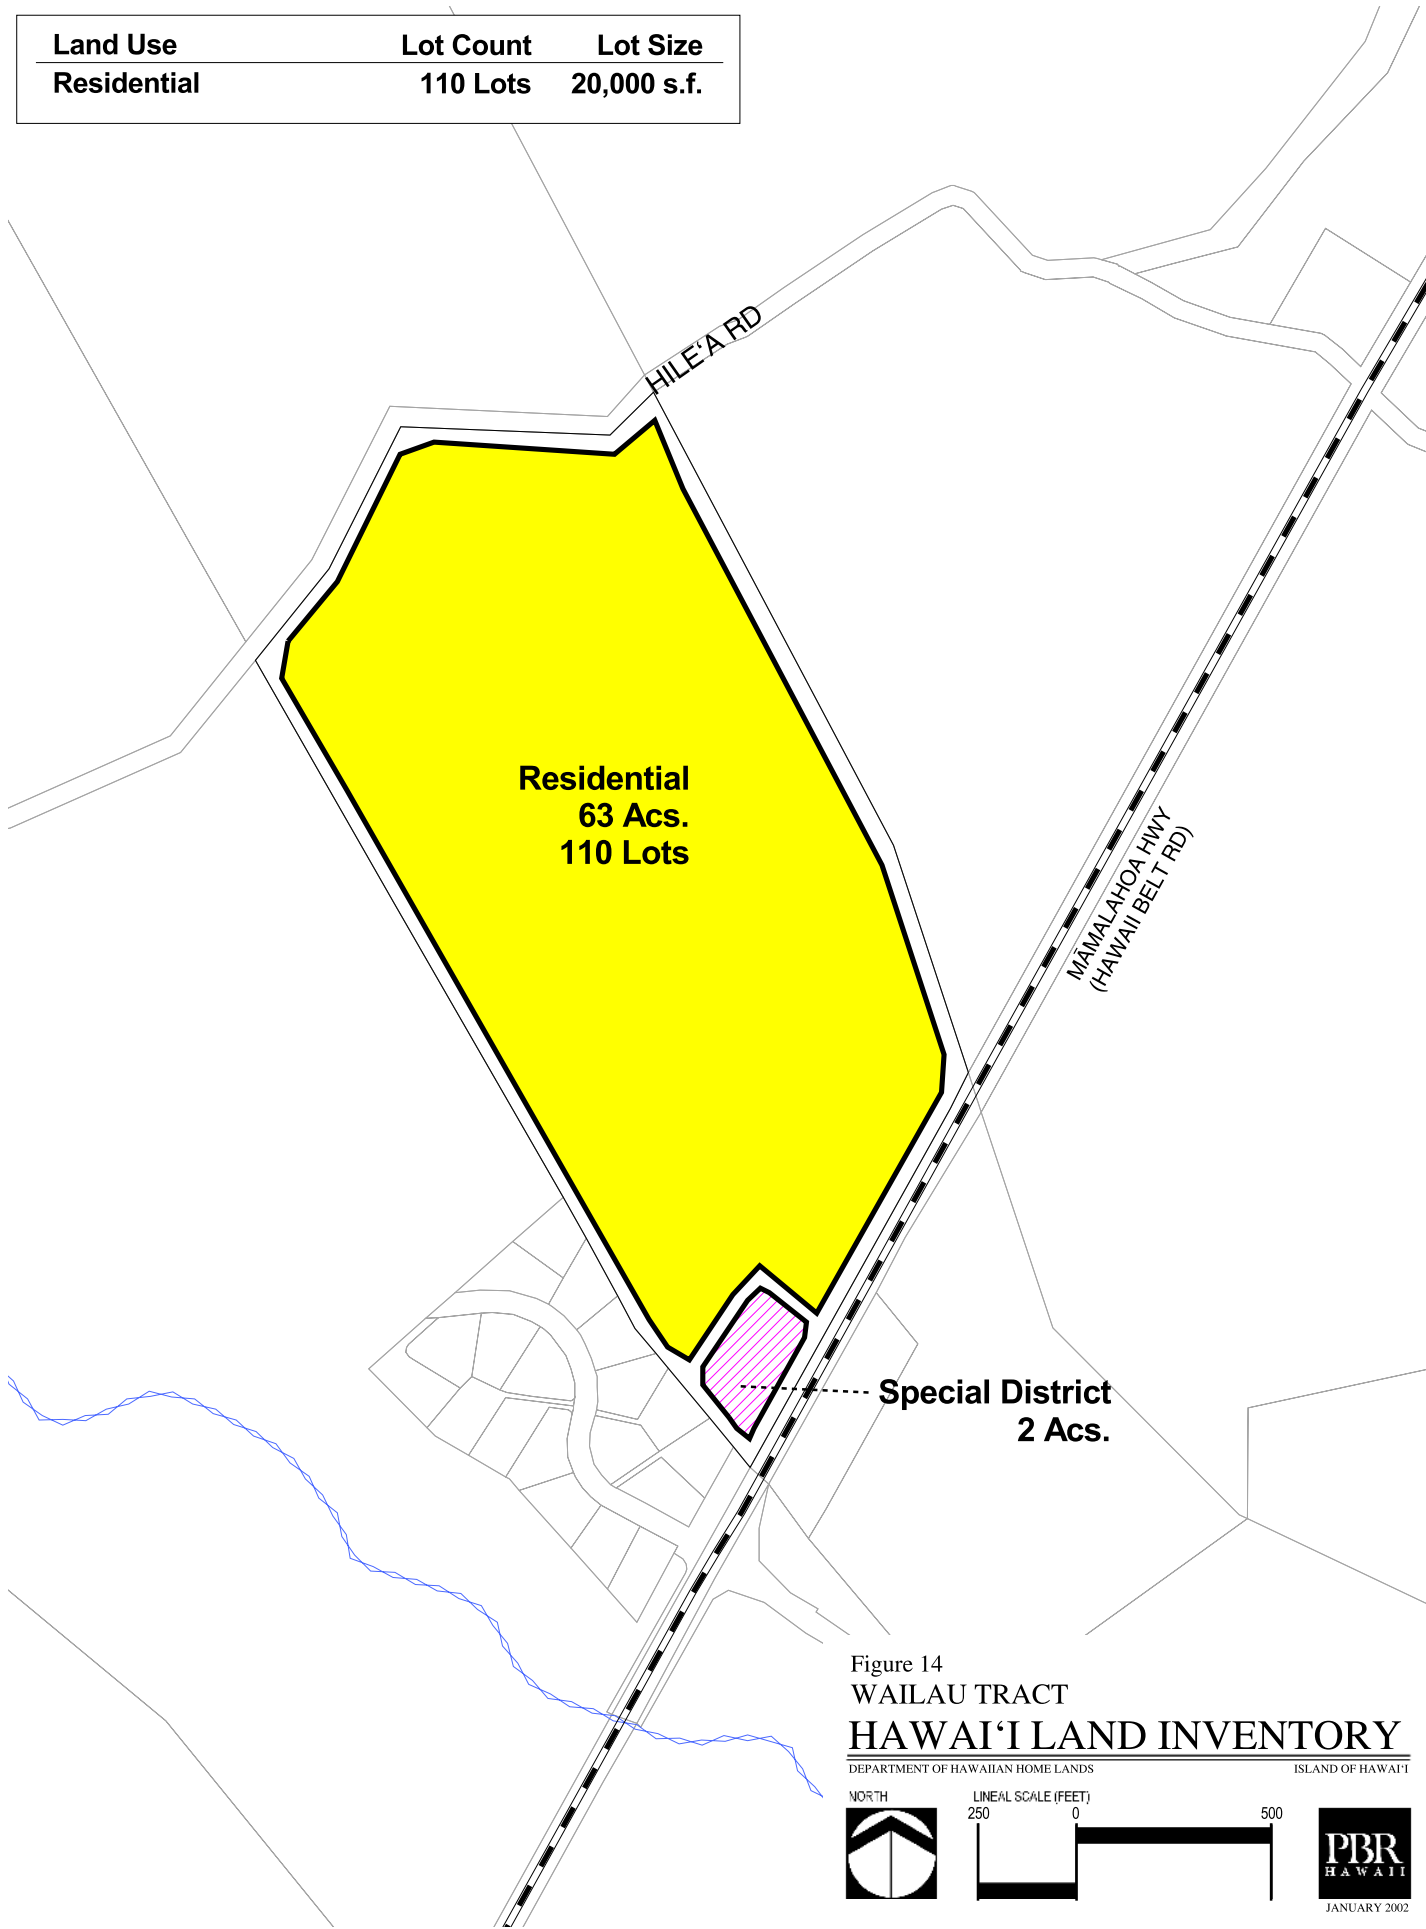 Land Use Lot Count Lot Size
Residential 110 Lots 20,000 s.f.
HILE‘A RD
Residential
63 Acs.
110 Lots
MĀMALAHOA HWY
(HAWAII BELT RD)
Special District
2 Acs.
Figure 14
WAILAU TRACT
HAWAI‘I LAND INVENTORY
DEPARTMENT OF HAWAIIAN HOME LANDS ISLAND OF HAWAI‘I
NORTH LINEAL SCALE (FEET)
250 0 500
PBR
HAWAII
JANUARY 2002